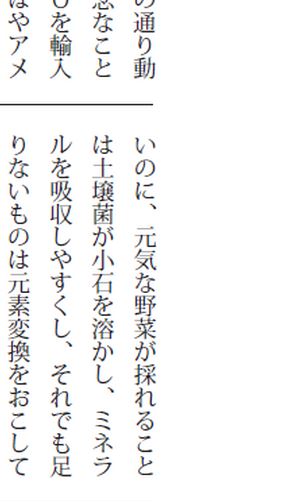 の通り動
なこと
を輸入
はやアメ
いのに、元気な野菜が採れること
は土壌菌が小石を溶かし、ミネラ
ルを吸収しやすくし、それでも足
りないものは元素変換をおこして